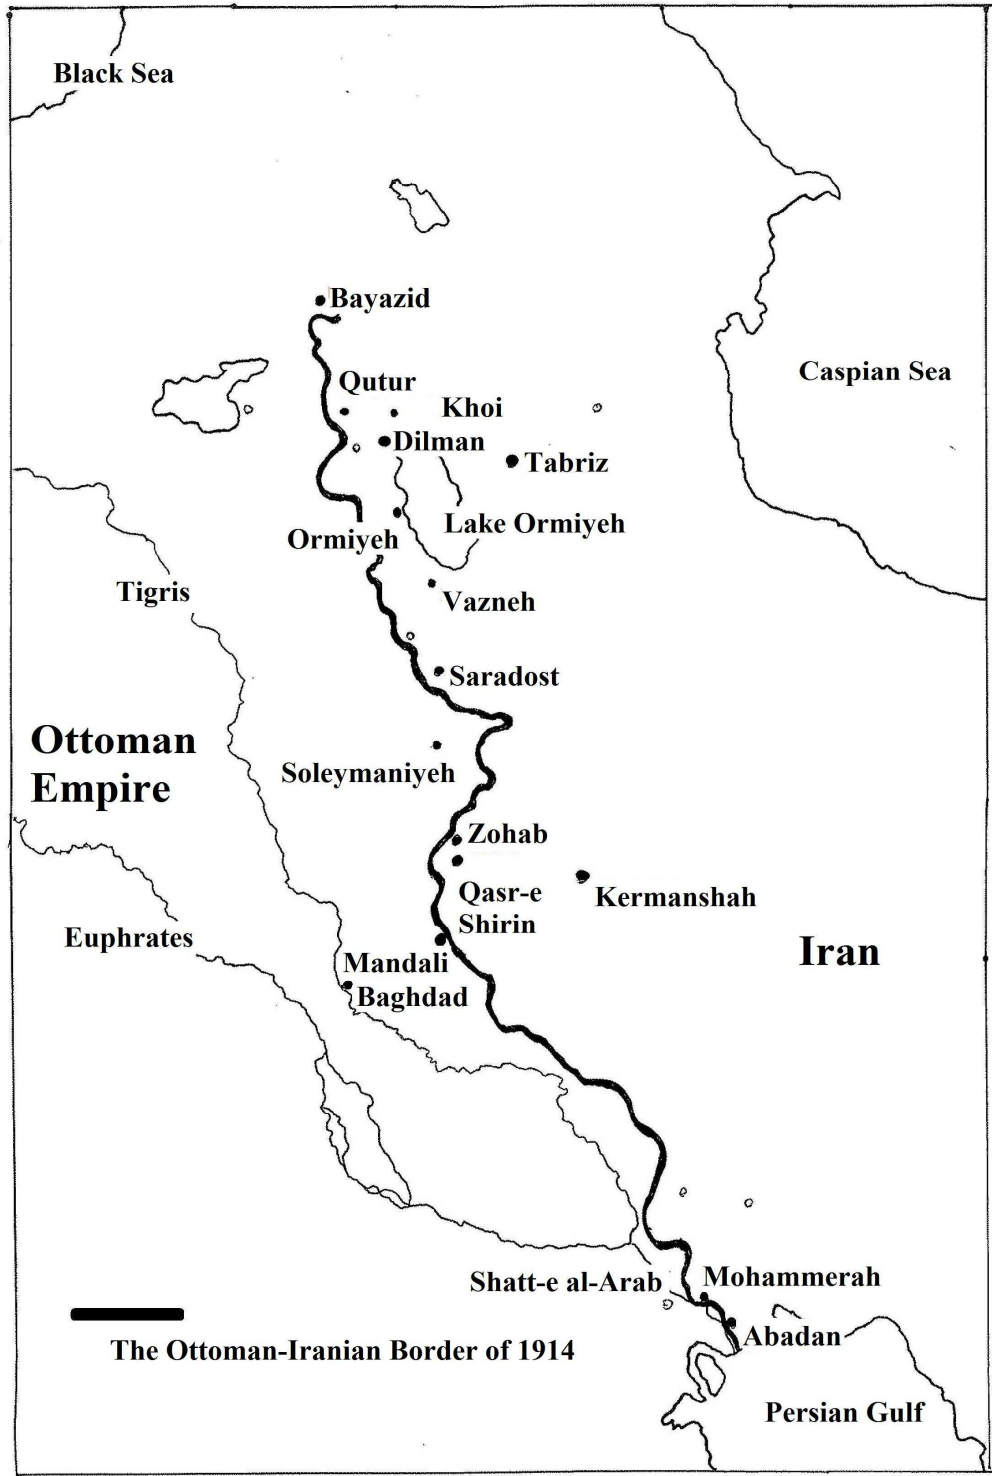 Black Sea
Bayazid
Caspian Sea
Qutur
Khoi
Dilman
Tabriz
Lake Ormiyeh
Ormiyeh
Tigris
Vazneh
Saradost
Ottoman
Empire
Soleymaniyeh
Zohab
Qasr-e
Shirin
Kermanshah
Euphrates
Iran
Mandali
Baghdad
Shatt-e al-Arab
Mohammerah
Abadan
The Ottoman-Iranian Border of 1914
Persian Gulf